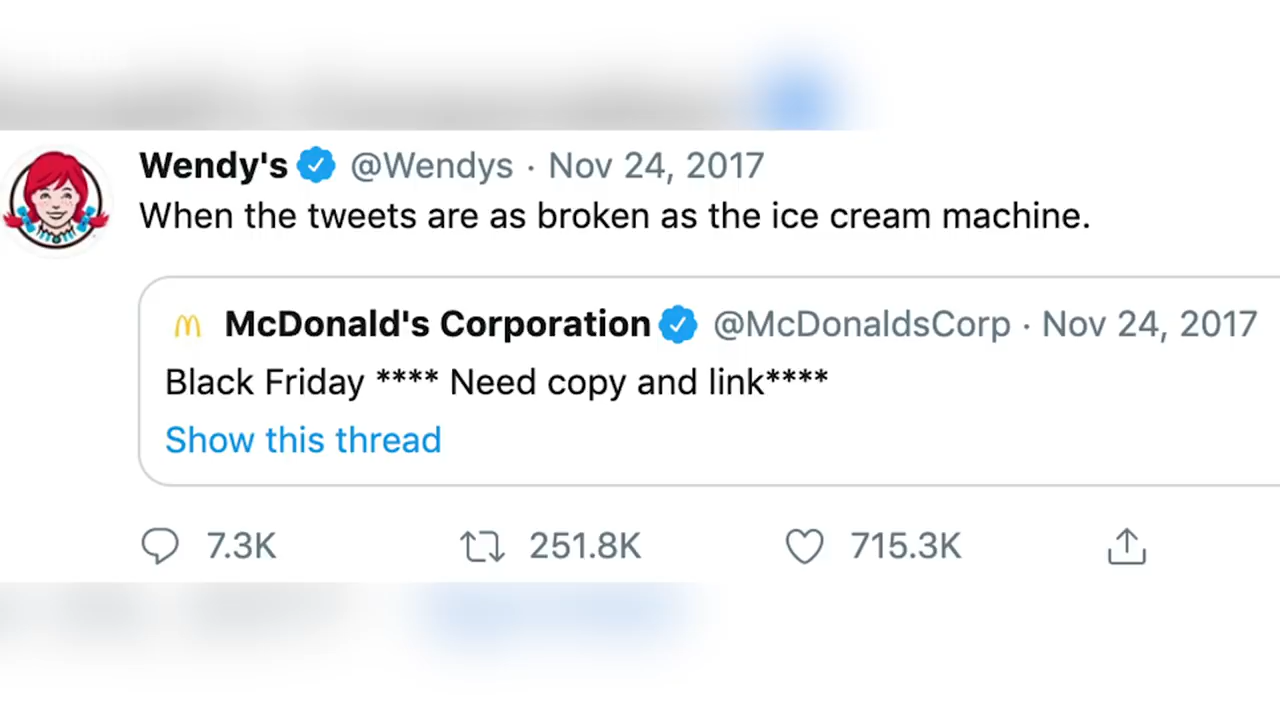 Wendy's @Wendys · Nov 24, 2017
When the tweets are as broken as the ice cream machine.
McDonald's Corporation @McDonaldsCorp · Nov 24, 2017
Black Friday **** Need copy and link****
Show this thread
7.3K 251.8K 715.3K